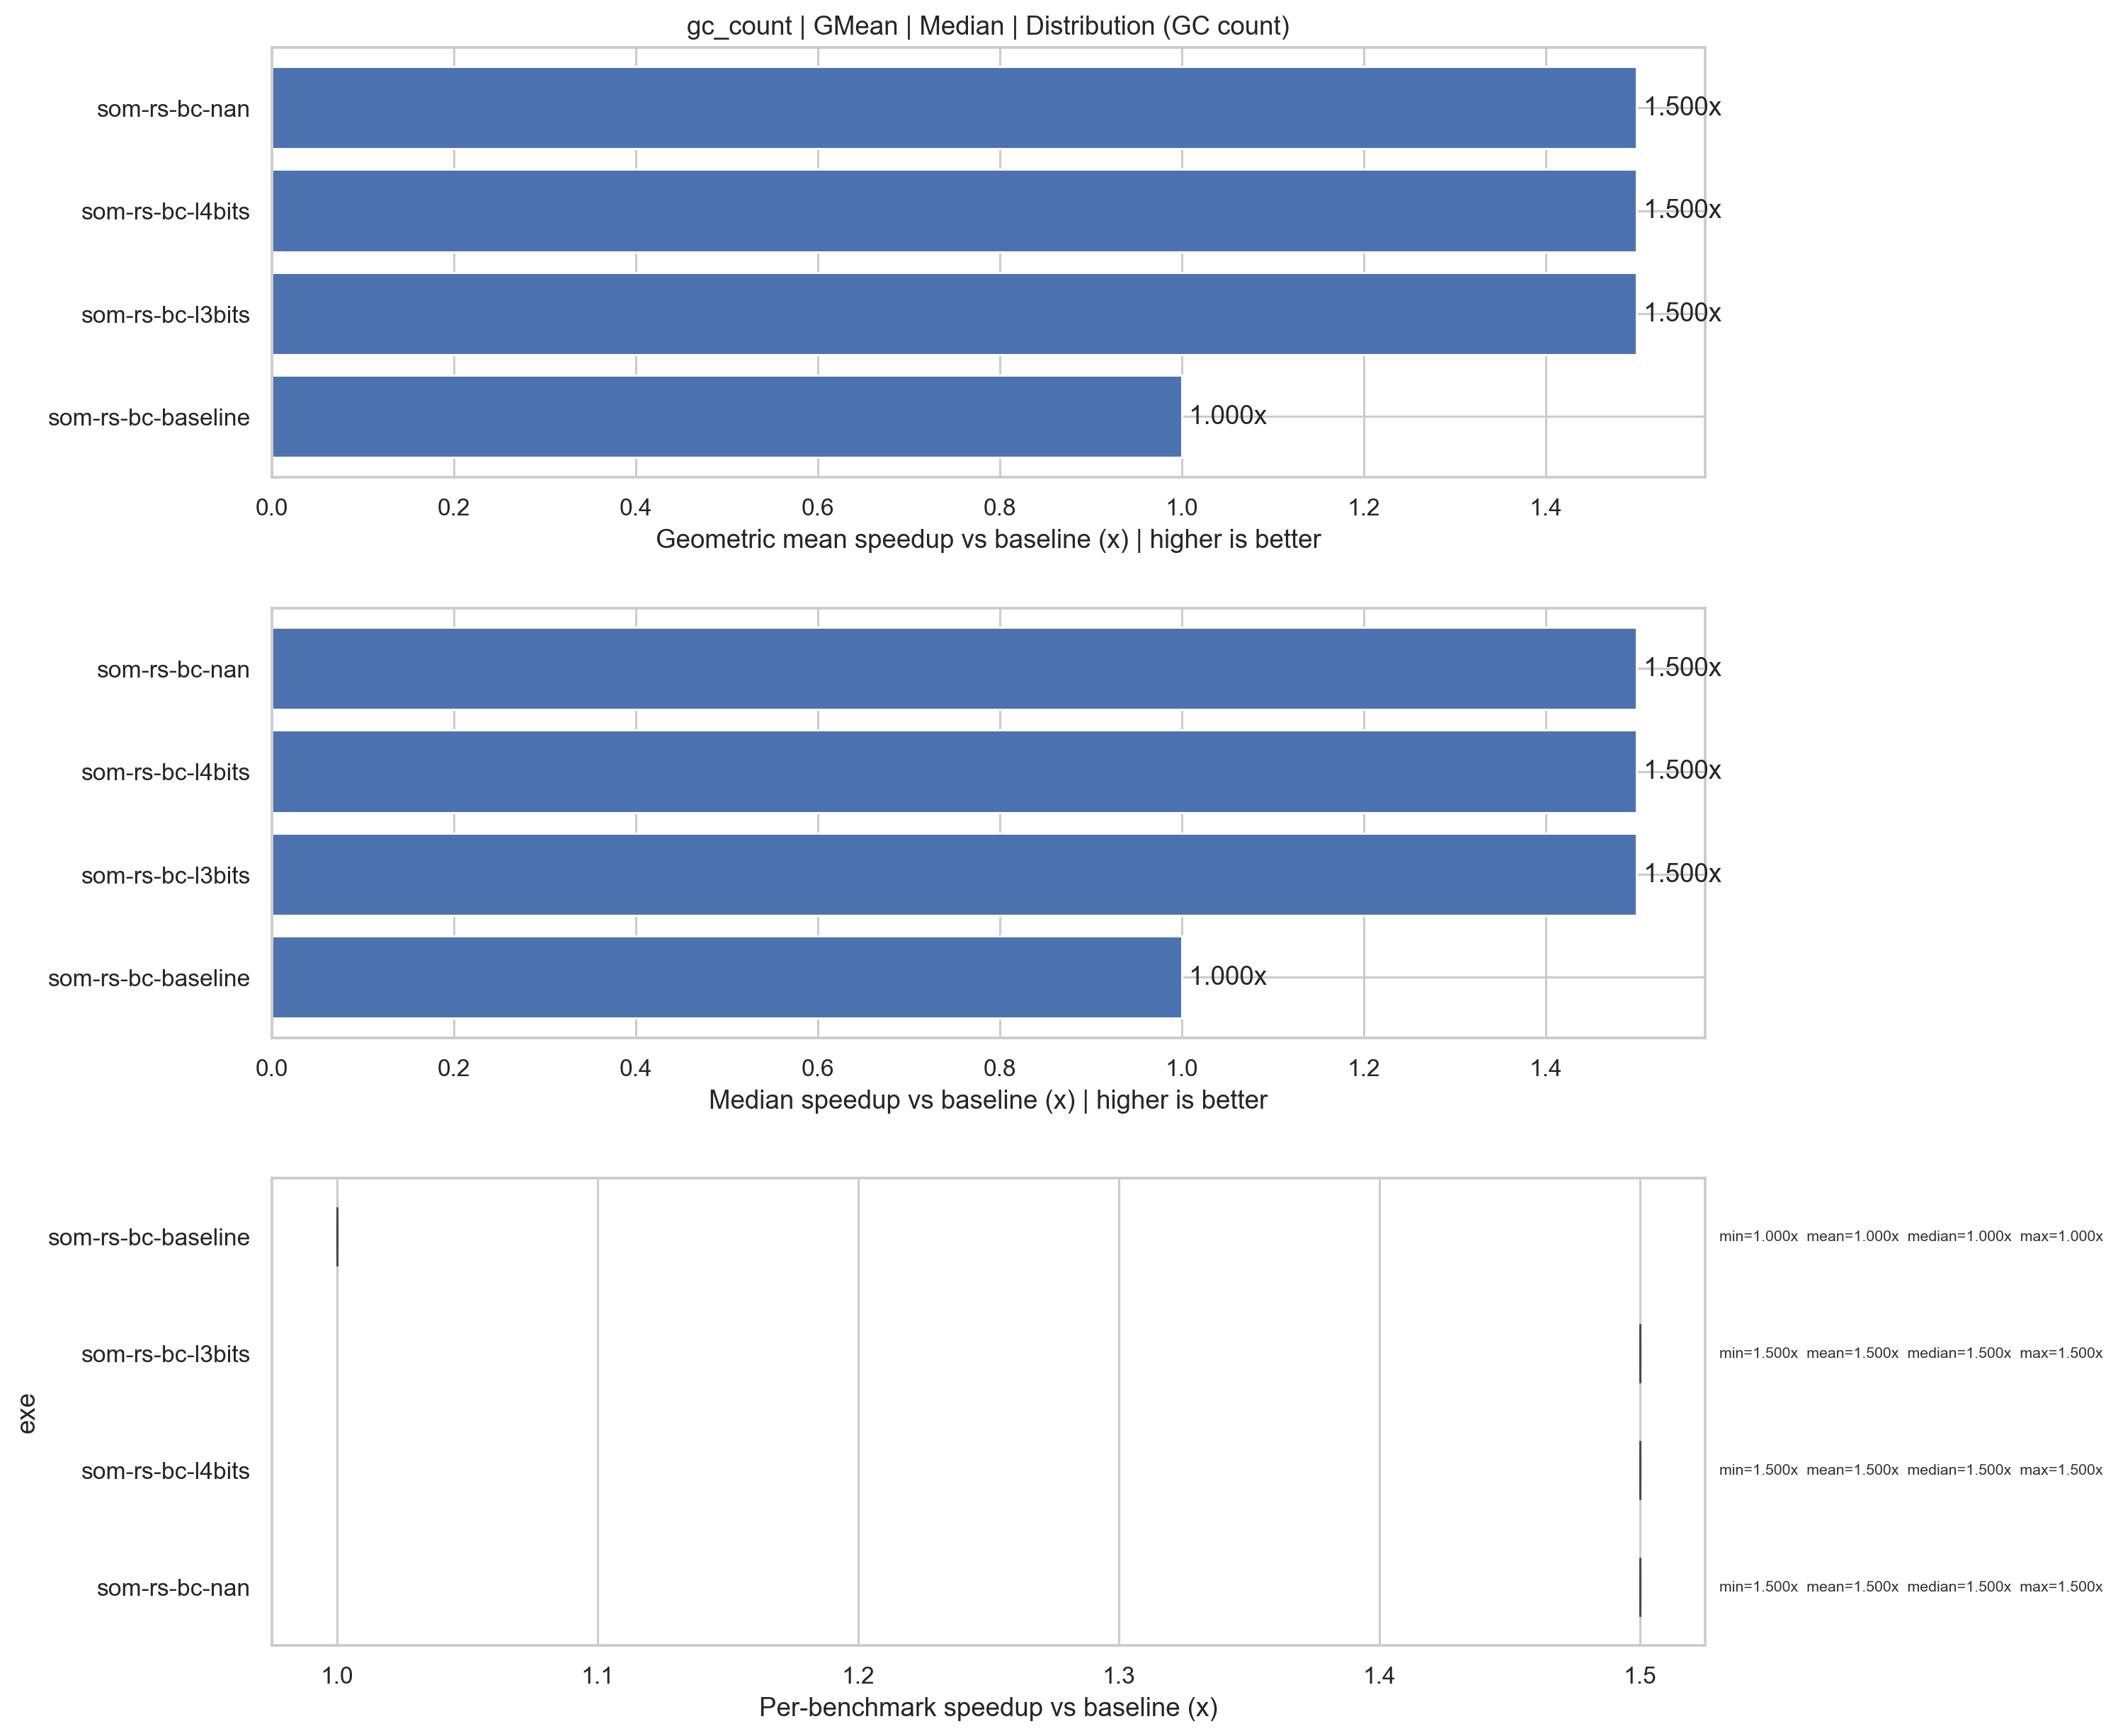 gc_count | GMean | Median | Distribution (GC count)
som-rs-bc-nan
1.500x
som-rs-bc-l4bits
1.500x
som-rs-bc-l3bits
1.500x
som-rs-bc-baseline
1.000x
0.0 0.2 0.4 0.6 0.8 1.0 1.2 1.4
Geometric mean speedup vs baseline (x) | higher is better
som-rs-bc-nan
1.500x
som-rs-bc-l4bits
1.500x
som-rs-bc-l3bits
1.500x
som-rs-bc-baseline
1.000x
0.0 0.2 0.4 0.6 0.8 1.0 1.2 1.4
Median speedup vs baseline (x) | higher is better
exe
som-rs-bc-baseline
min=1.000x mean=1.000x median=1.000x max=1.000x
som-rs-bc-l3bits
min=1.500x mean=1.500x median=1.500x max=1.500x
som-rs-bc-l4bits
min=1.500x mean=1.500x median=1.500x max=1.500x
som-rs-bc-nan
min=1.500x mean=1.500x median=1.500x max=1.500x
1.0 1.1 1.2 1.3 1.4 1.5
Per-benchmark speedup vs baseline (x)